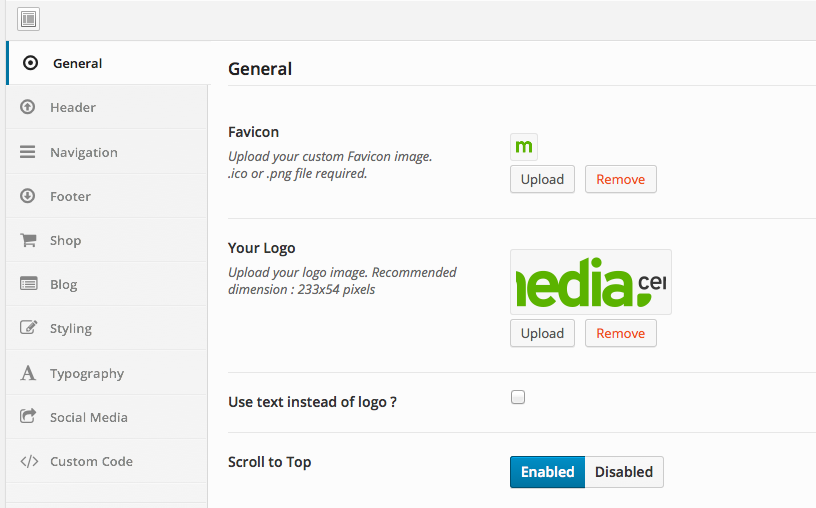 General
Header
Navigation
Footer
Shop
Blog
Styling
Typography
Social Media
Custom Code
General
Favicon
Upload your custom Favicon image.
.ico or .png file required.
m
Upload
Remove
Your Logo
Upload your logo image. Recommended
dimension : 233x54 pixels
nedia.cer
Upload
Remove
Use text instead of logo ?
Scroll to Top
Enabled
Disabled